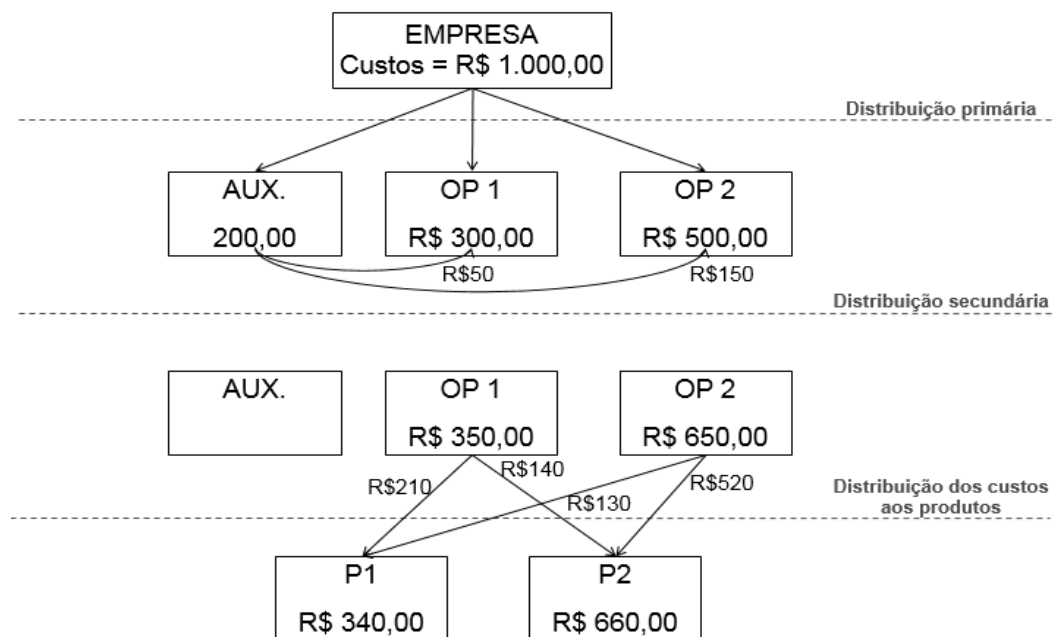 EMPRESA
Custos = R$ 1.000,00
Distribuição primária
AUX.
200,00
OP 1
R$ 300,00
OP 2
R$ 500,00
R$50
R$150
Distribuição secundária
AUX.
OP 1
R$ 350,00
OP 2
R$ 650,00
R$210
R$140
R$130
R$520
Distribuição dos custos
aos produtos
P1
R$ 340,00
P2
R$ 660,00